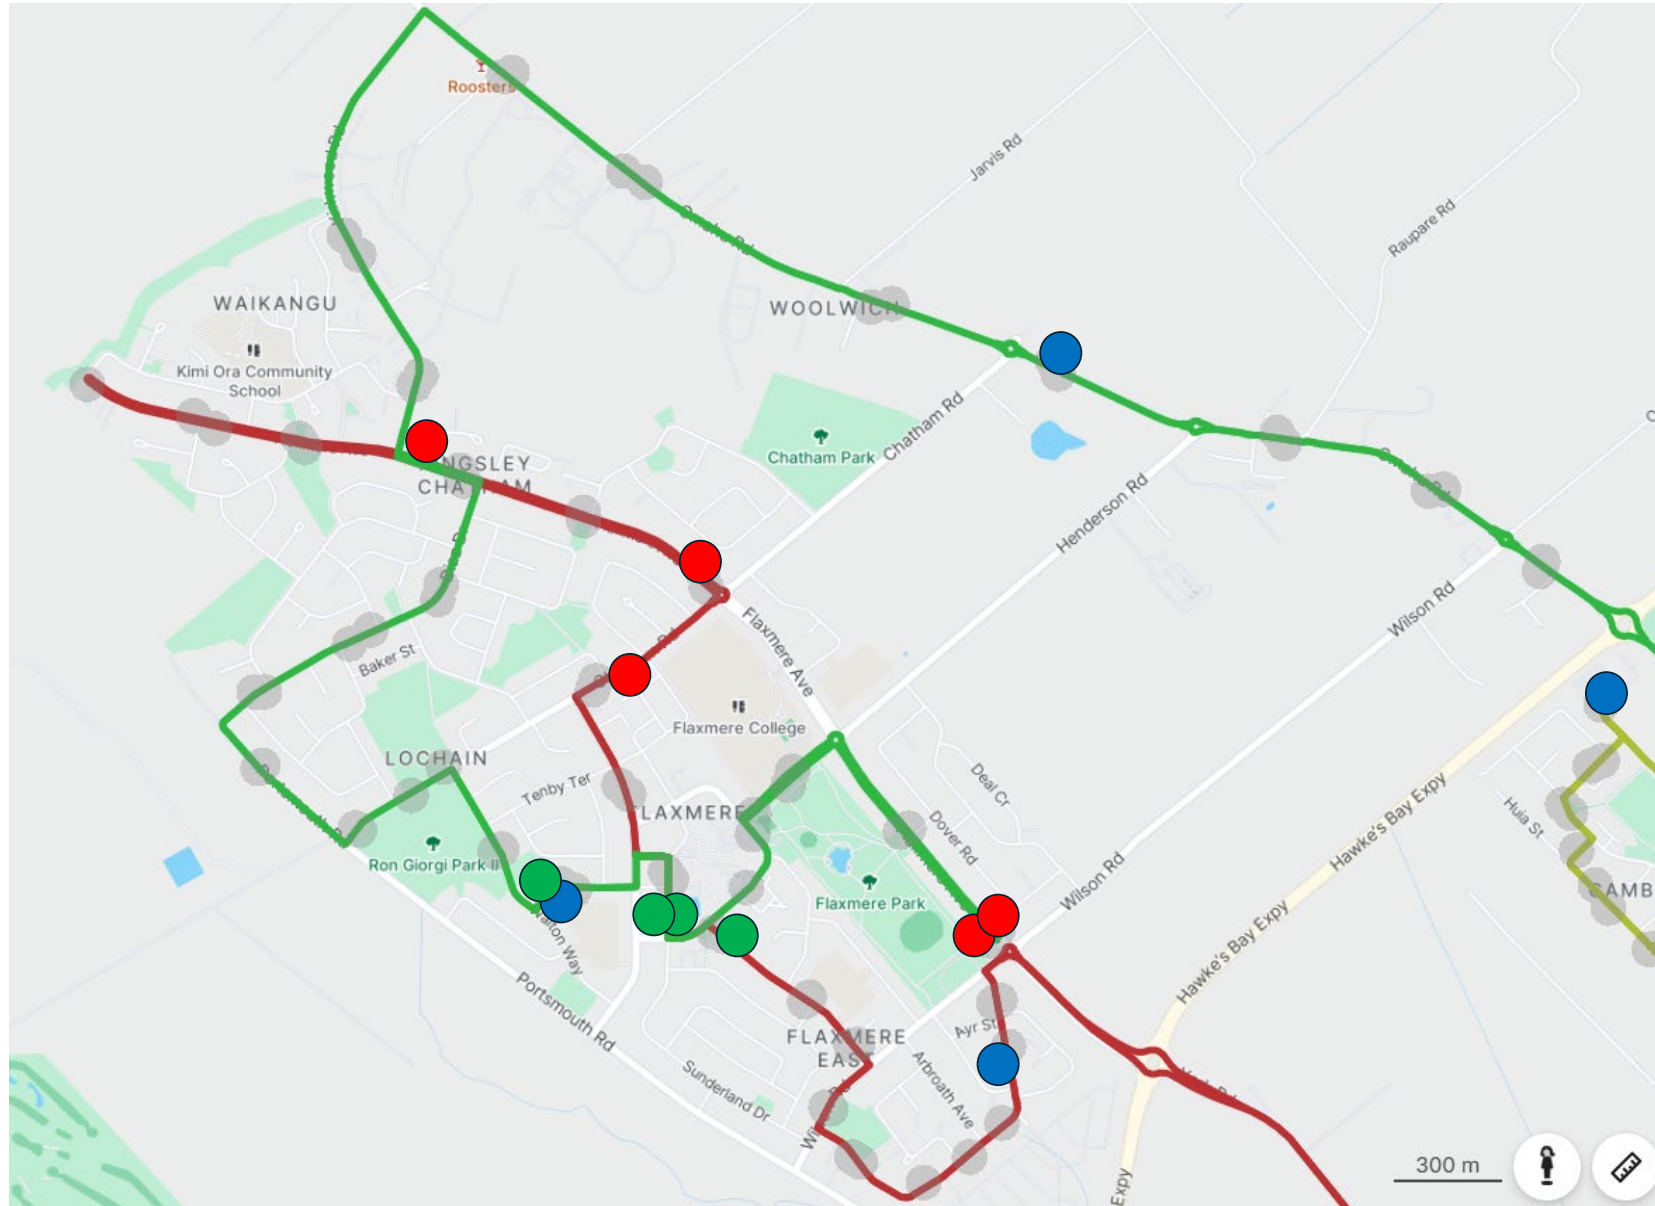 Roosters
Jarvis Rd
Raupare Rd
WAIKANGU
WOOLWICH
Kimi Ora Community
School
Chatham Park
Chatham Rd
Henderson Rd
Baker St
Flaxmere Ave
Wilson Rd
Flaxmere College
LOCHAIN
Tenby Ter
Deal Cr
Dover Rd
Huia St
Hawke's Bay Expy
Ron Giorgi Park II
Flaxmere Park
Wilson Rd
Hawke's Bay Expy
Portsmouth Rd
FLAXMERE
EAST
Ayr St
Arbroath Ave
Sunderland Dr
Expy
300 m